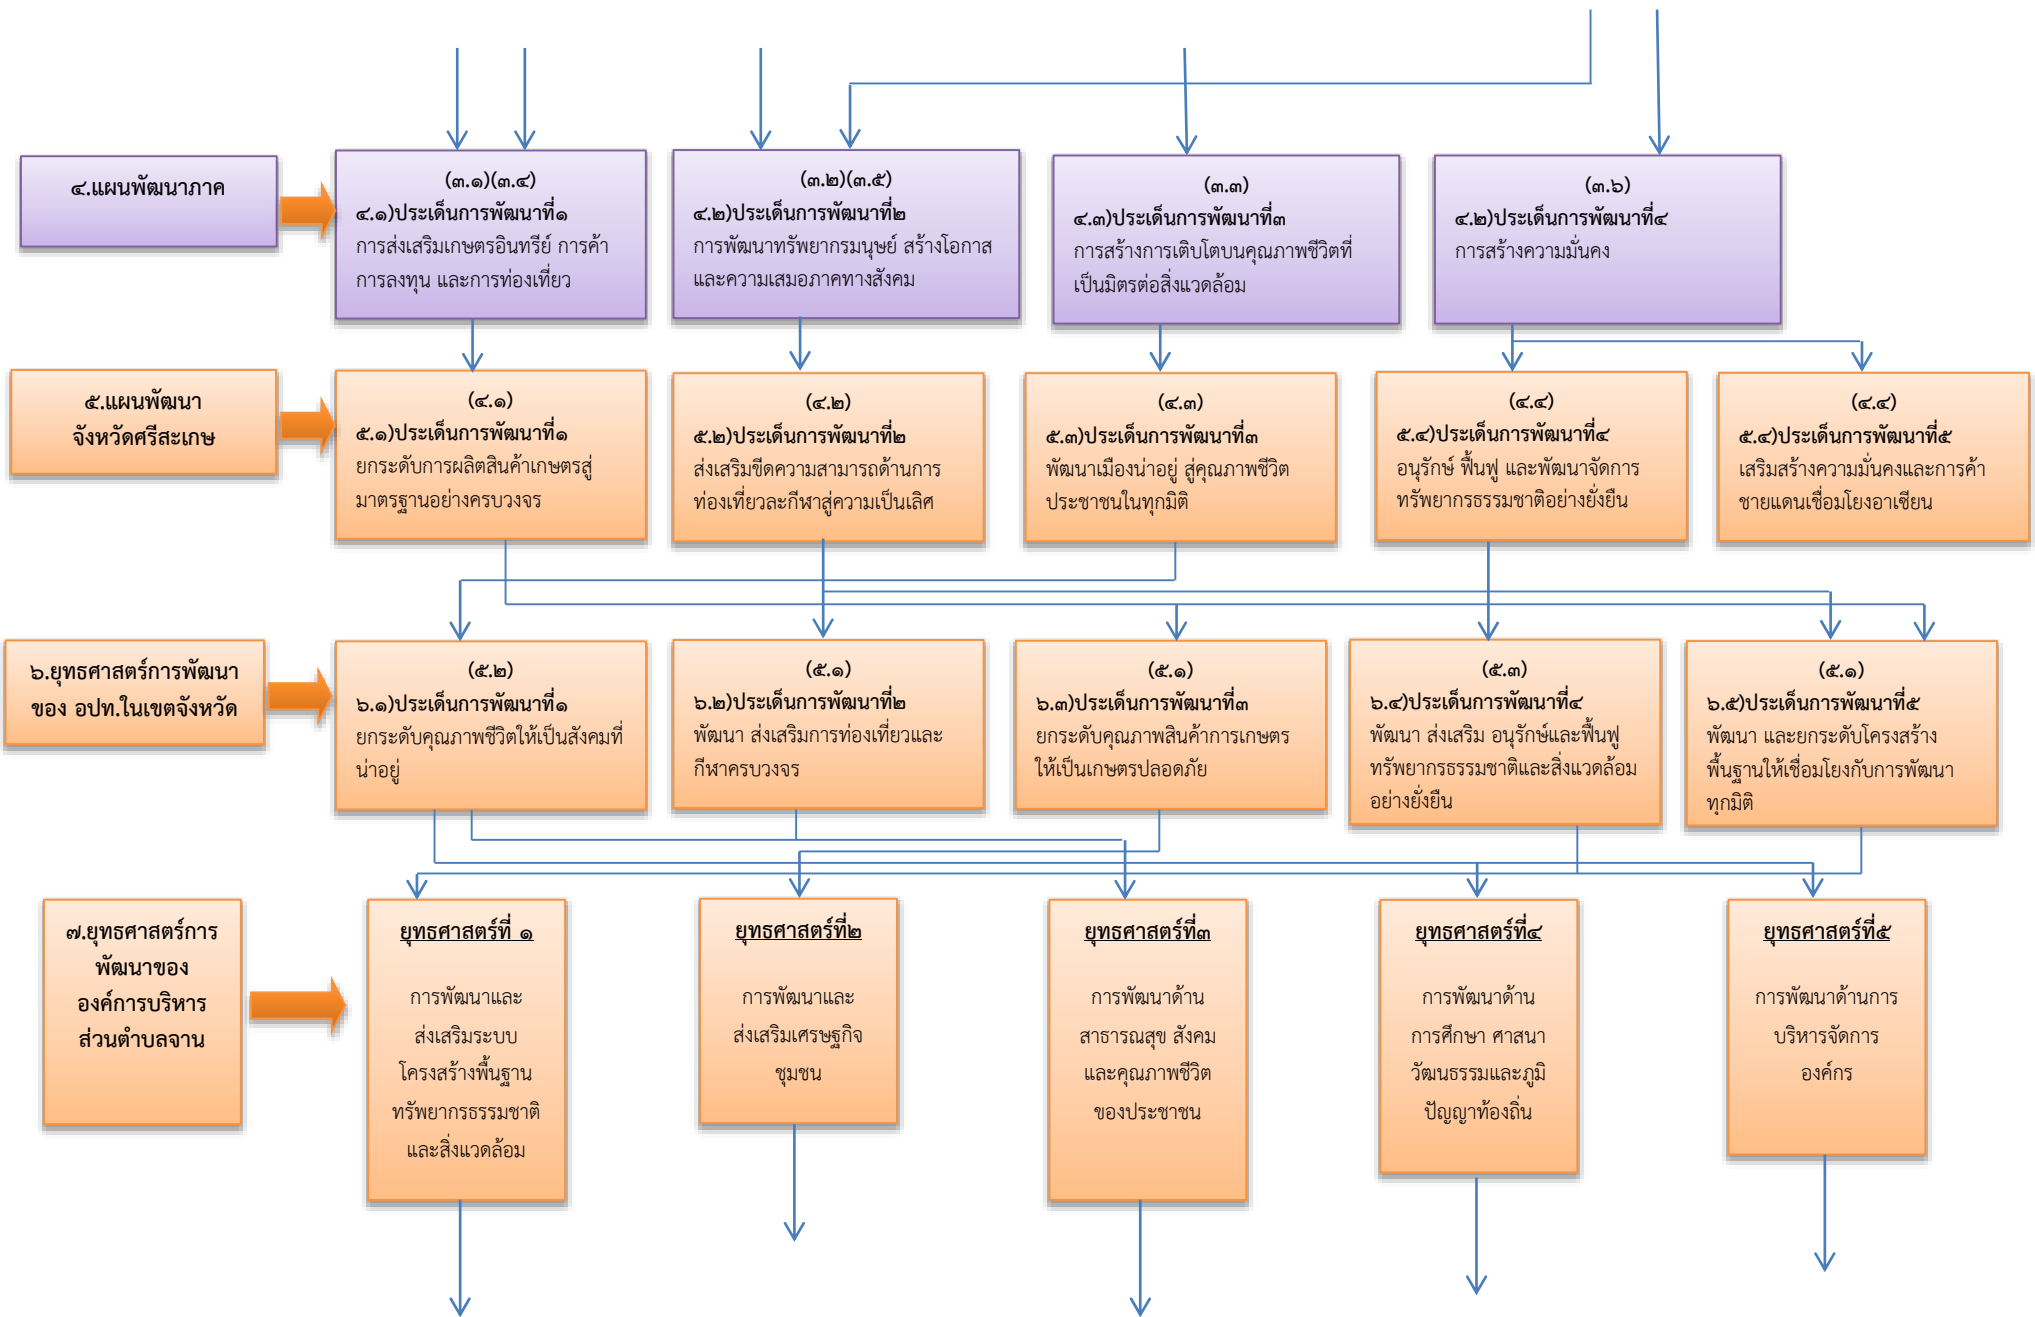 ๔.แผนพัฒนาภาค
(๓.๑)(๓.๔)
๔.๑)ประเด็นการพัฒนาที่๑
การส่งเสริมเกษตรอินทรีย์ การค้า
การลงทุน และการท่องเที่ยว
(๓.๒)(๓.๕)
๔.๒)ประเด็นการพัฒนาที่๒
การพัฒนาทรัพยากรมนุษย์ สร้างโอกาส
และความเสมอภาคทางสังคม
(๓.๓)
๔.๓)ประเด็นการพัฒนาที่๓
การสร้างการเติบโตบนคุณภาพชีวิตที่
เป็นมิตรต่อสิ่งแวดล้อม
(๓.๖)
๔.๒)ประเด็นการพัฒนาที่๔
การสร้างความมั่นคง
๕.แผนพัฒนา
จังหวัดศรีสะเกษ
(๔.๑)
๕.๑)ประเด็นการพัฒนาที่๑
ยกระดับการผลิตสินค้าเกษตรสู่
มาตรฐานอย่างครบวงจร
(๔.๒)
๕.๒)ประเด็นการพัฒนาที่๒
ส่งเสริมขีดความสามารถด้านการ
ท่องเที่ยวละกีฬาสู่ความเป็นเลิศ
(๔.๓)
๕.๓)ประเด็นการพัฒนาที่๓
พัฒนาเมืองน่าอยู่ สู่คุณภาพชีวิต
ประชาชนในทุกมิติ
(๔.๔)
๕.๔)ประเด็นการพัฒนาที่๔
อนุรักษ์ ฟื้นฟู และพัฒนาจัดการ
ทรัพยากรธรรมชาติอย่างยั่งยืน
(๔.๔)
๕.๔)ประเด็นการพัฒนาที่๕
เสริมสร้างความมั่นคงและการค้า
ชายแดนเชื่อมโยงอาเซียน
๖.ยุทธศาสตร์การพัฒนา
ของ อปท.ในเขตจังหวัด
(๕.๒)
๖.๑)ประเด็นการพัฒนาที่๑
ยกระดับคุณภาพชีวิตให้เป็นสังคมที่
น่าอยู่
(๕.๑)
๖.๒)ประเด็นการพัฒนาที่๒
พัฒนา ส่งเสริมการท่องเที่ยวและ
กีฬาครบวงจร
(๕.๑)
๖.๓)ประเด็นการพัฒนาที่๓
ยกระดับคุณภาพสินค้าการเกษตร
ให้เป็นเกษตรปลอดภัย
(๕.๓)
๖.๔)ประเด็นการพัฒนาที่๔
พัฒนา ส่งเสริม อนุรักษ์และฟื้นฟู
ทรัพยากรธรรมชาติและสิ่งแวดล้อม
อย่างยั่งยืน
(๕.๑)
๖.๕)ประเด็นการพัฒนาที่๕
พัฒนา และยกระดับโครงสร้าง
พื้นฐานให้เชื่อมโยงกับการพัฒนา
ทุกมิติ
๗.ยุทธศาสตร์การ
พัฒนาของ
องค์การบริหาร
ส่วนตำบลจาน
ยุทธศาสตร์ที่ ๑
การพัฒนาและ
ส่งเสริมระบบ
โครงสร้างพื้นฐาน
ทรัพยากรธรรมชาติ
และสิ่งแวดล้อม
ยุทธศาสตร์ที่๒
การพัฒนาและ
ส่งเสริมเศรษฐกิจ
ชุมชน
ยุทธศาสตร์ที่๓
การพัฒนาด้าน
สาธารณสุข สังคม
และคุณภาพชีวิต
ของประชาชน
ยุทธศาสตร์ที่๔
การพัฒนาด้าน
การศึกษา ศาสนา
วัฒนธรรมและภูมิ
ปัญญาท้องถิ่น
ยุทธศาสตร์ที่๕
การพัฒนาด้านการ
บริหารจัดการ
องค์กร